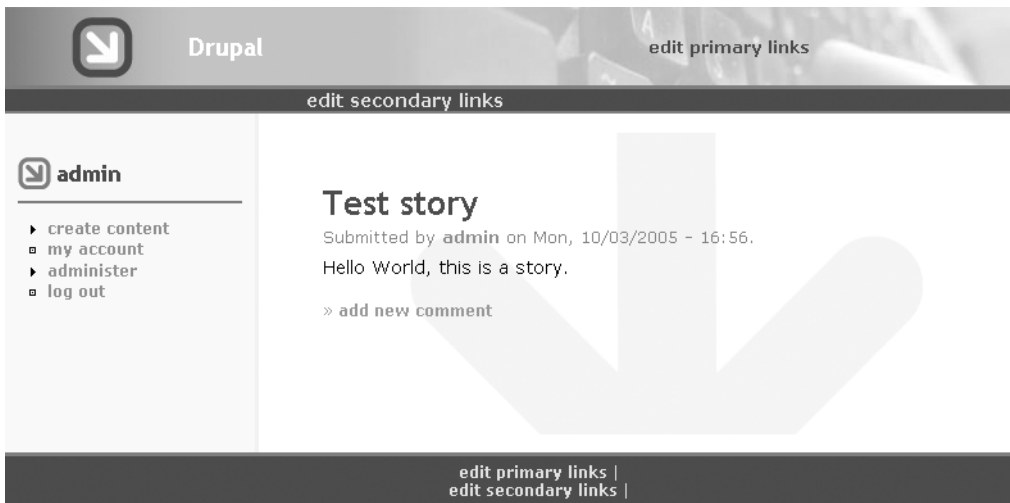 Drupal
edit primary links
edit secondary links
admin
create content
my account
administer
log out
Test story
Submitted by admin on Mon, 10/03/2005 - 16:56.
Hello World, this is a story.
» add new comment
edit primary links |
edit secondary links |